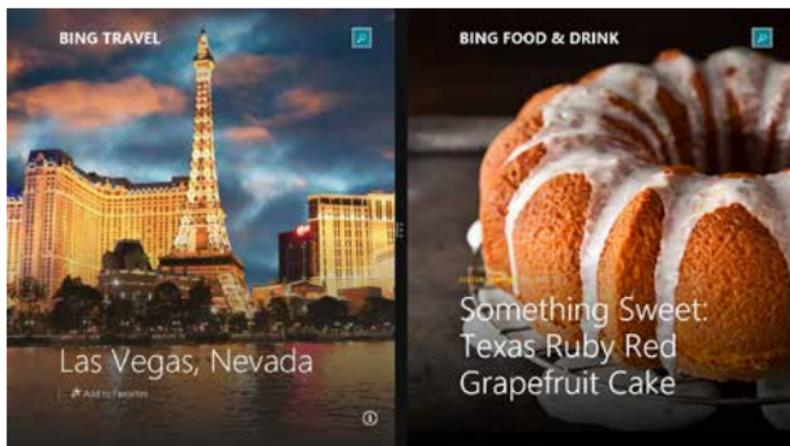 BING TRAVEL
Las Vegas, Nevada
Add to Favorites
BING FOOD & DRINK
Something Sweet:
Texas Ruby Red
Grapefruit Cake